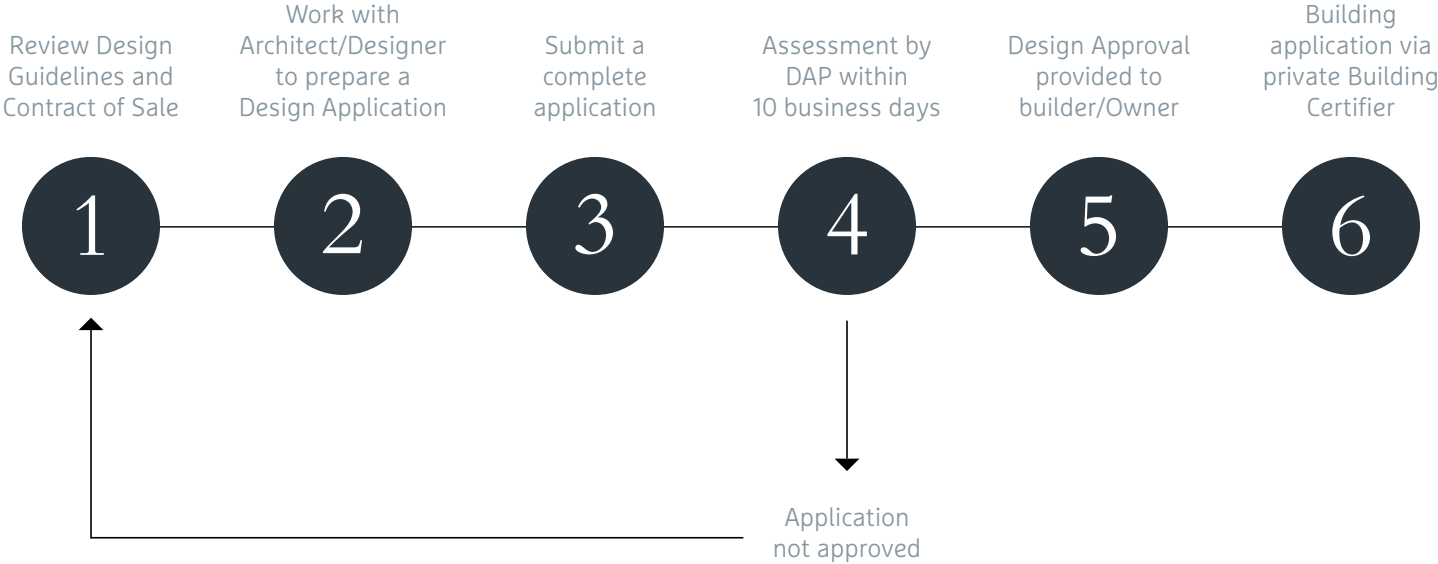 Review Design
Guidelines and
Contract of Sale
Work with
Architect/Designer
to prepare a
Design Application
Submit a
complete
application
Assessment by
DAP within
10 business days
Design Approval
provided to
builder/Owner
Building
application via
private Building
Certifier
1
2
3
4
5
6
Application
not approved